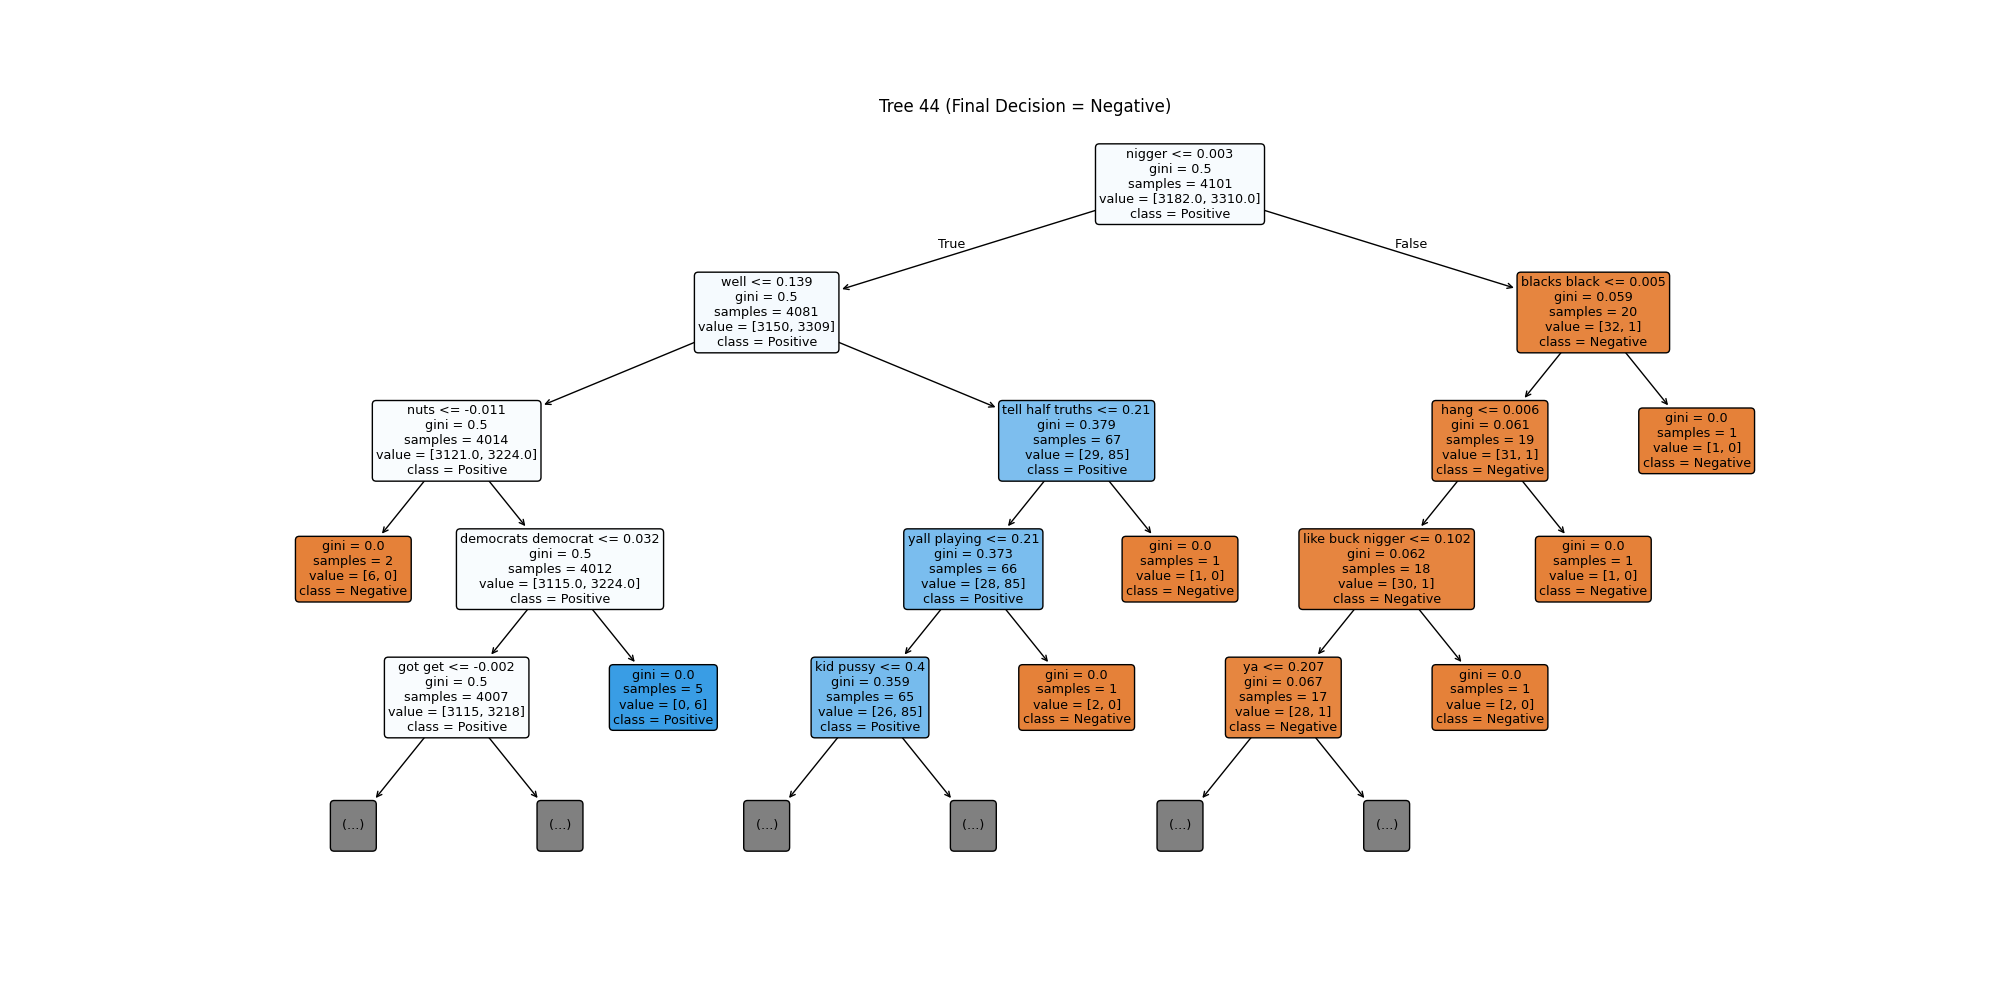 Tree 44 (Final Decision = Negative)
nigger <= 0.003
gini = 0.5
samples = 4101
value = [3182.0, 3310.0]
class = Positive
True
False
well <= 0.139
gini = 0.5
samples = 4081
value = [3150, 3309]
class = Positive
blacks black <= 0.005
gini = 0.059
samples = 20
value = [32, 1]
class = Negative
nuts <= -0.011
gini = 0.5
samples = 4014
value = [3121.0, 3224.0]
class = Positive
tell half truths <= 0.21
gini = 0.379
samples = 67
value = [29, 85]
class = Positive
hang <= 0.006
gini = 0.061
samples = 19
value = [31, 1]
class = Negative
gini = 0.0
samples = 1
value = [1, 0]
class = Negative
gini = 0.0
samples = 2
value = [6, 0]
class = Negative
democrats democrat <= 0.032
gini = 0.5
samples = 4012
value = [3115.0, 3224.0]
class = Positive
yall playing <= 0.21
gini = 0.373
samples = 66
value = [28, 85]
class = Positive
gini = 0.0
samples = 1
value = [1, 0]
class = Negative
like buck nigger <= 0.102
gini = 0.062
samples = 18
value = [30, 1]
class = Negative
gini = 0.0
samples = 1
value = [1, 0]
class = Negative
got get <= -0.002
gini = 0.5
samples = 4007
value = [3115, 3218]
class = Positive
gini = 0.0
samples = 5
value = [0, 6]
class = Positive
kid pussy <= 0.4
gini = 0.359
samples = 65
value = [26, 85]
class = Positive
gini = 0.0
samples = 1
value = [2, 0]
class = Negative
ya <= 0.207
gini = 0.067
samples = 17
value = [28, 1]
class = Negative
gini = 0.0
samples = 1
value = [2, 0]
class = Negative
(...)
(...)
(...)
(...)
(...)
(...)